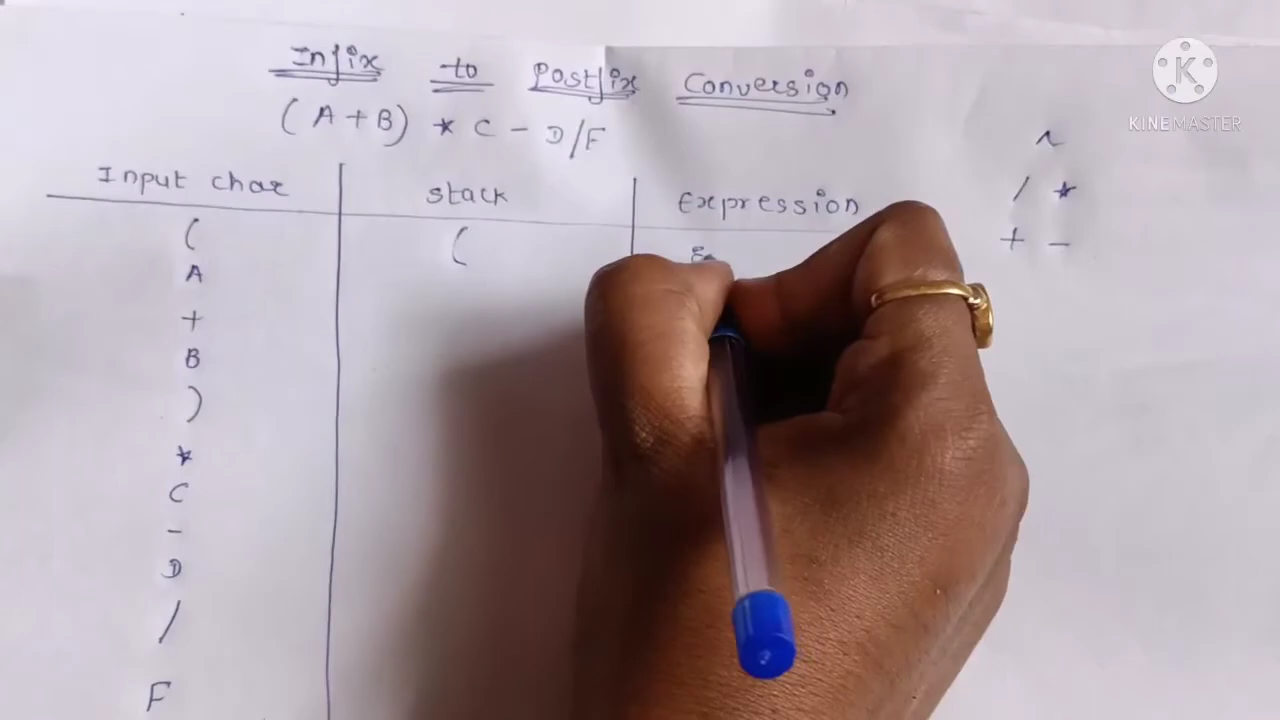 Infix to Postfix Conversion
(A+B) * C - D/F
Input char stack Expression
( (
A
+
B
)
*
C
-
D
/
F
^
/ *
+ -
K
KINEMASTER